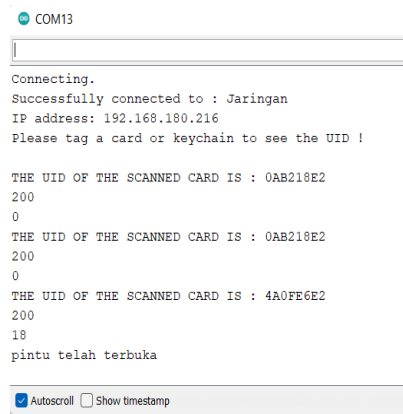 COM13
Connecting.
Successfully connected to : Jaringan
IP address: 192.168.180.216
Please tag a card or keychain to see the UID !
THE UID OF THE SCANNED CARD IS : 0AB218E2
200
0
THE UID OF THE SCANNED CARD IS : 0AB218E2
200
0
THE UID OF THE SCANNED CARD IS : 4A0FE6E2
200
18
pintu telah terbuka
Autoscroll Show timestamp